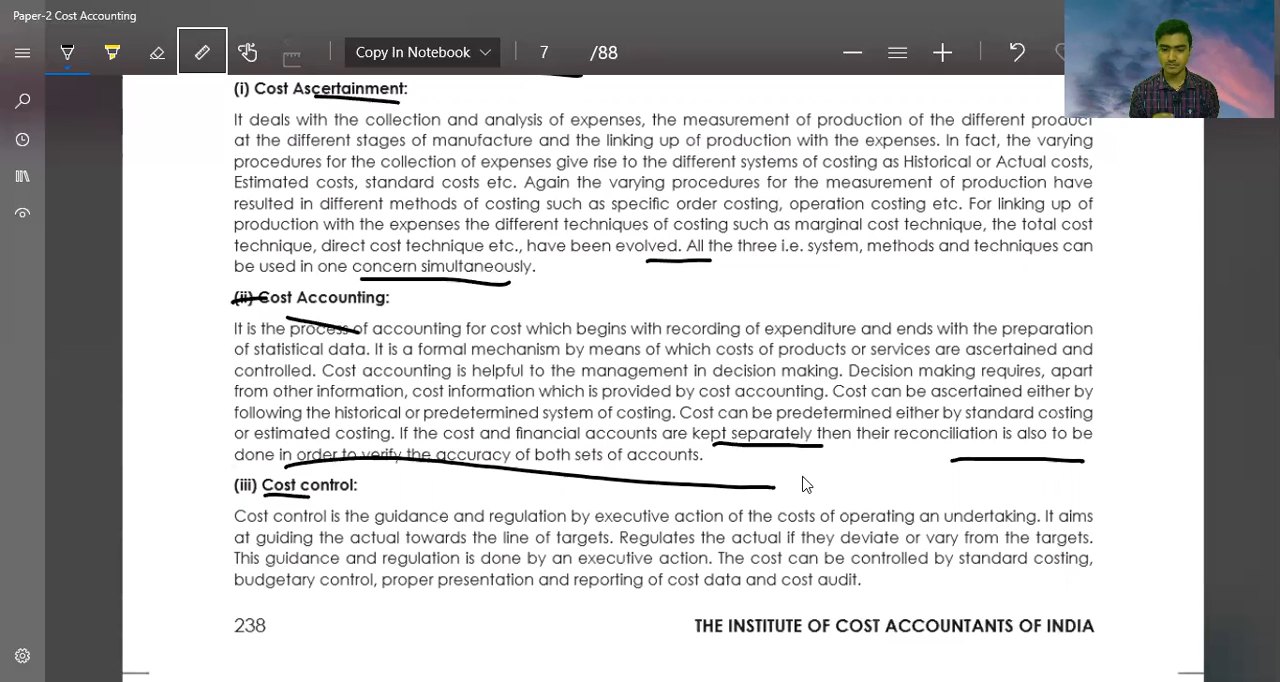 Paper-2 Cost Accounting
Copy In Notebook 7 /88
(i) Cost Ascertainment:
It deals with the collection and analysis of expenses, the measurement of production of the different product
at the different stages of manufacture and the linking up of production with the expenses. In fact, the varying
procedures for the collection of expenses give rise to the different systems of costing as Historical or Actual costs,
Estimated costs, standard costs etc. Again the varying procedures for the measurement of production have
resulted in different methods of costing such as specific order costing, operation costing etc. For linking up of
production with the expenses the different techniques of costing such as marginal cost technique, the total cost
technique, direct cost technique etc., have been evolved. All the three i.e. system, methods and techniques can
be used in one concern simultaneously.
(ii) Cost Accounting:
It is the process of accounting for cost which begins with recording of expenditure and ends with the preparation
of statistical data. It is a formal mechanism by means of which costs of products or services are ascertained and
controlled. Cost accounting is helpful to the management in decision making. Decision making requires, apart
from other information, cost information which is provided by cost accounting. Cost can be ascertained either by
following the historical or predetermined system of costing. Cost can be predetermined either by standard costing
or estimated costing. If the cost and financial accounts are kept separately then their reconciliation is also to be
done in order to verify the accuracy of both sets of accounts.
(iii) Cost control:
Cost control is the guidance and regulation by executive action of the costs of operating an undertaking. It aims
at guiding the actual towards the line of targets. Regulates the actual if they deviate or vary from the targets.
This guidance and regulation is done by an executive action. The cost can be controlled by standard costing,
budgetary control, proper presentation and reporting of cost data and cost audit.
238 THE INSTITUTE OF COST ACCOUNTANTS OF INDIA